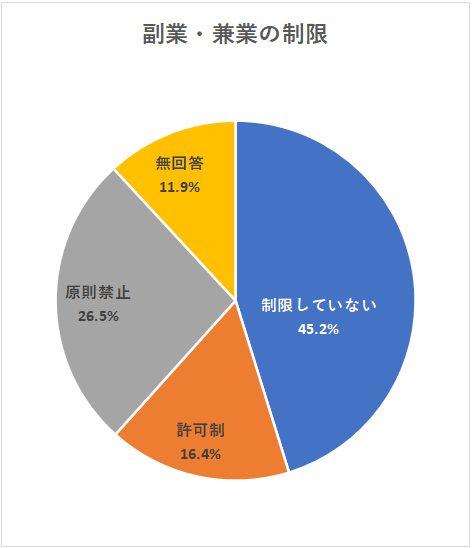 副業・兼業の制限
無回答
11.9%
原則禁止
26.5%
制限していない
45.2%
許可制
16.4%